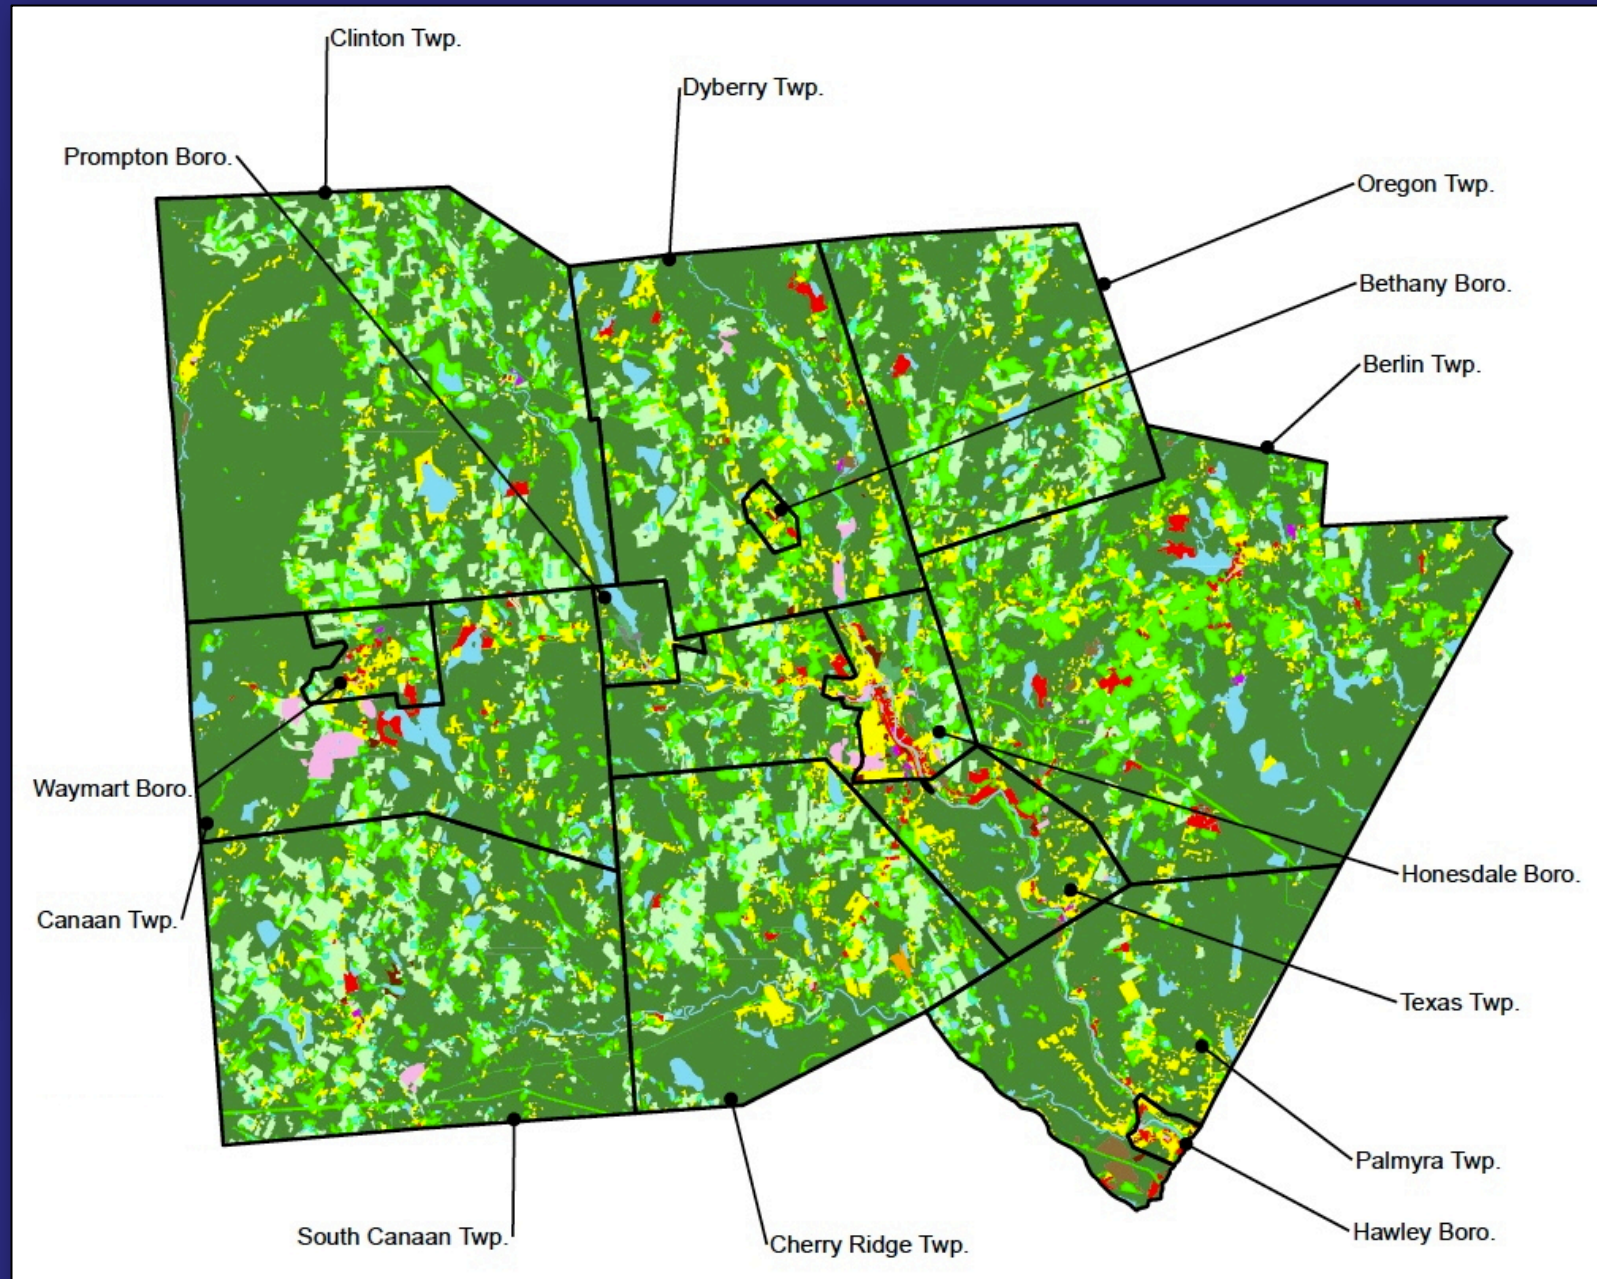 Clinton Twp.
Dyberry Twp.
Prompton Boro.
Oregon Twp.
Bethany Boro.
Berlin Twp.
Waymart Boro.
Honesdale Boro.
Canaan Twp.
Texas Twp.
Palmyra Twp.
Hawley Boro.
South Canaan Twp.
Cherry Ridge Twp.